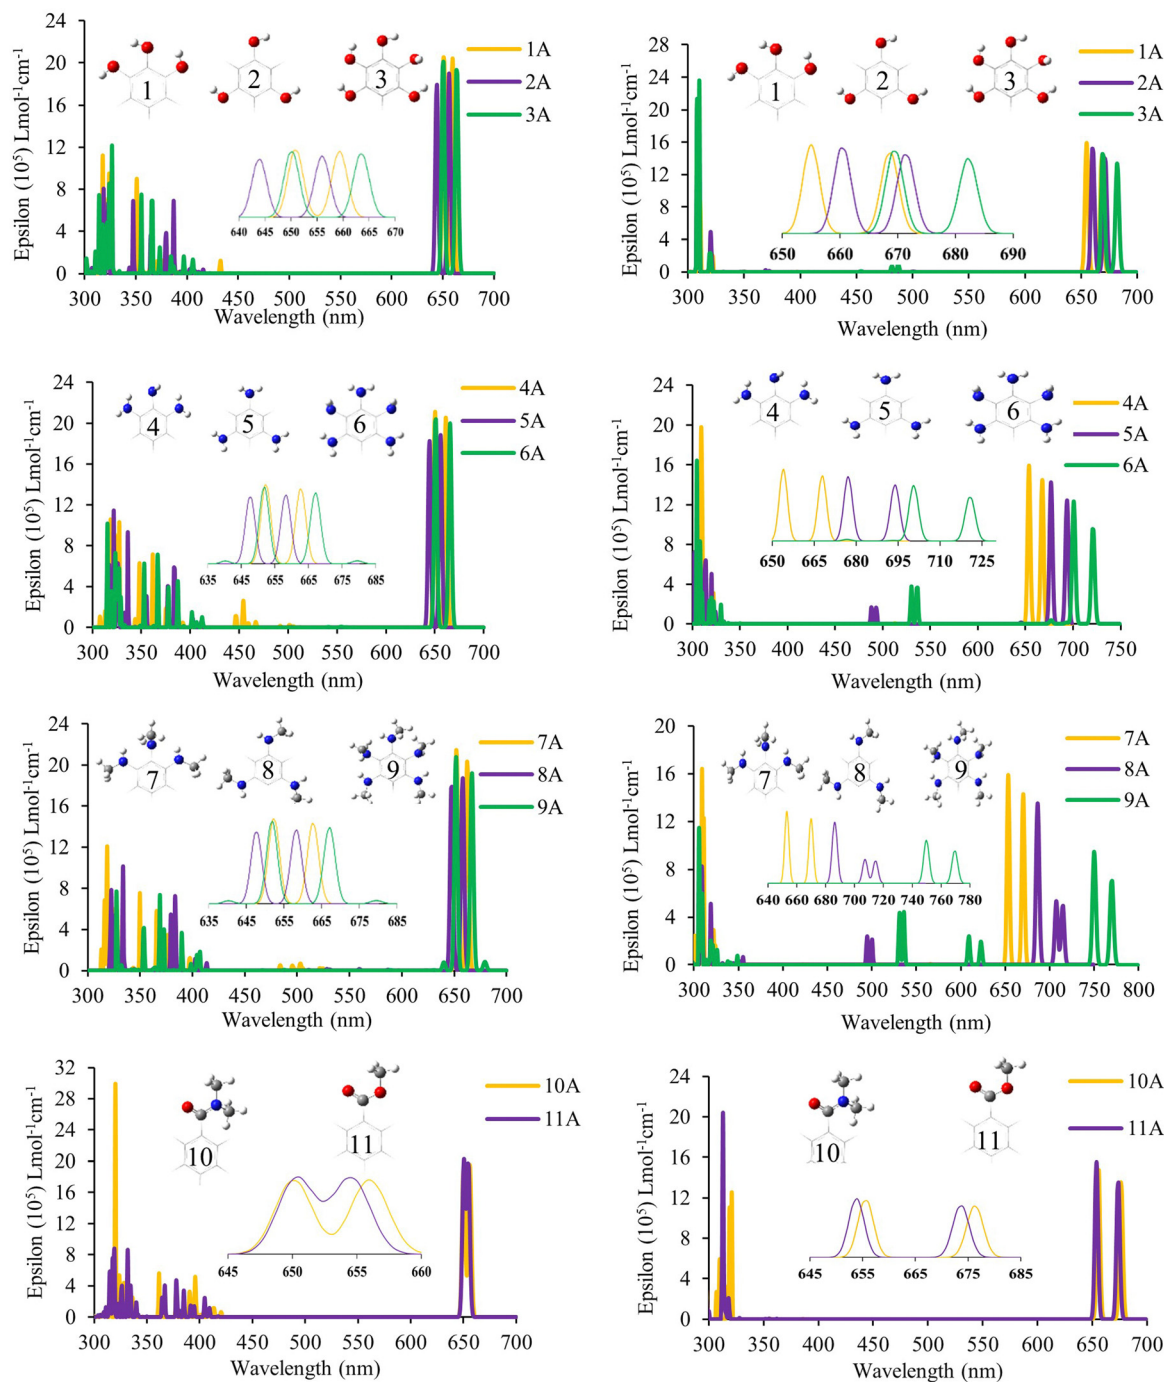 24
20
16
12
8
4
0
300 350 400 450 500 550 600 650 700
Epsilon (10⁵) Lmol⁻¹cm⁻¹
Wavelength (nm)
1 2 3
1A
2A
3A
640 645 650 655 660 665 670
28
24
20
16
12
8
4
0
300 350 400 450 500 550 600 650 700
Epsilon (10⁵) Lmol⁻¹cm⁻¹
Wavelength (nm)
1 2 3
1A
2A
3A
650 660 670 680 690
24
20
16
12
8
4
0
300 350 400 450 500 550 600 650 700
Epsilon (10⁵) Lmol⁻¹cm⁻¹
Wavelength (nm)
4 5 6
4A
5A
6A
635 645 655 665 675 685
24
20
16
12
8
4
0
300 350 400 450 500 550 600 650 700 750
Epsilon (10⁵) Lmol⁻¹cm⁻¹
Wavelength (nm)
4 5 6
4A
5A
6A
650 665 680 695 710 725
24
20
16
12
8
4
0
300 350 400 450 500 550 600 650 700
Epsilon (10⁵) Lmol⁻¹cm⁻¹
Wavelength (nm)
7 8 9
7A
8A
9A
635 645 655 665 675 685
20
16
12
8
4
0
300 350 400 450 500 550 600 650 700 750 800
Epsilon (10⁵) Lmol⁻¹cm⁻¹
Wavelength (nm)
7 8 9
7A
8A
9A
640 660 680 700 720 740 760 780
32
28
24
20
16
12
8
4
0
300 350 400 450 500 550 600 650 700
Epsilon (10⁵) Lmol⁻¹cm⁻¹
Wavelength (nm)
10 11
10A
11A
645 650 655 660
24
20
16
12
8
4
0
300 350 400 450 500 550 600 650 700
Epsilon (10⁵) Lmol⁻¹cm⁻¹
Wavelength (nm)
10 11
10A
11A
645 655 665 675 685